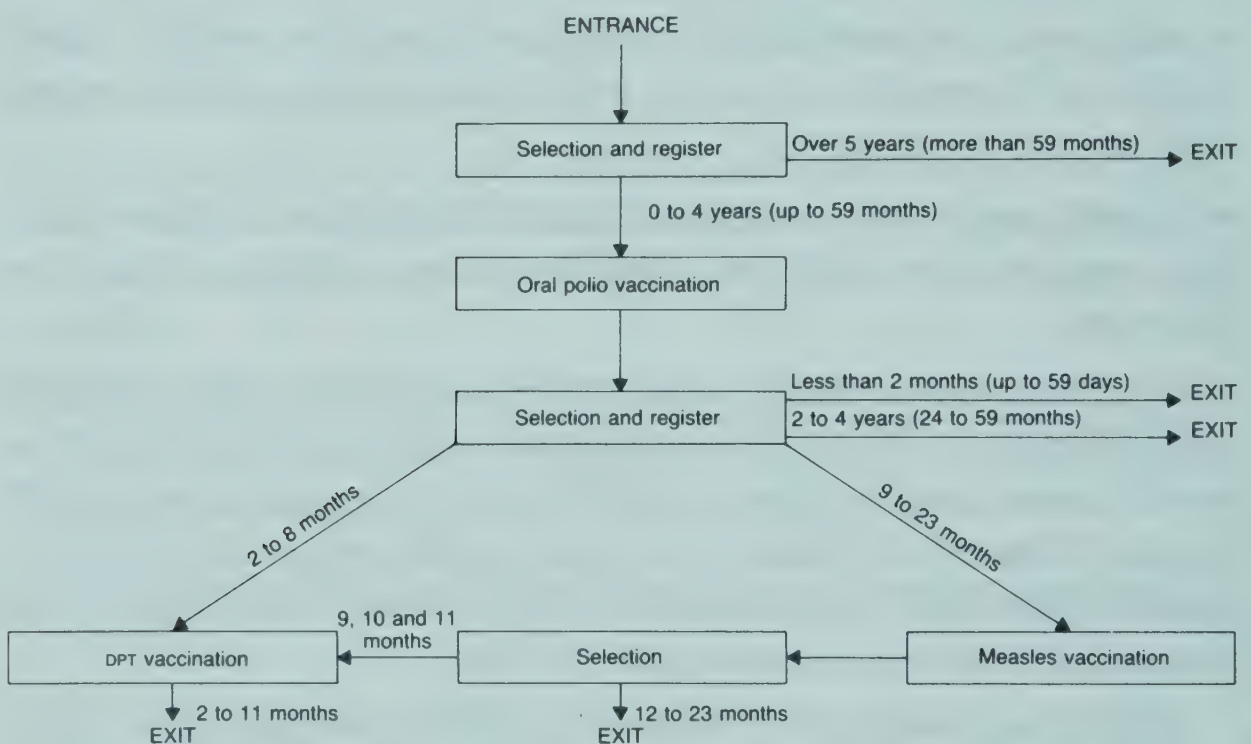 ENTRANCE
Selection and register
Over 5 years (more than 59 months)
EXIT
0 to 4 years (up to 59 months)
Oral polio vaccination
Less than 2 months (up to 59 days)
EXIT
Selection and register
2 to 4 years (24 to 59 months)
EXIT
2 to 8 months
9 to 23 months
9, 10 and 11
months
DPT vaccination
Selection
Measles vaccination
2 to 11 months
EXIT
12 to 23 months
EXIT